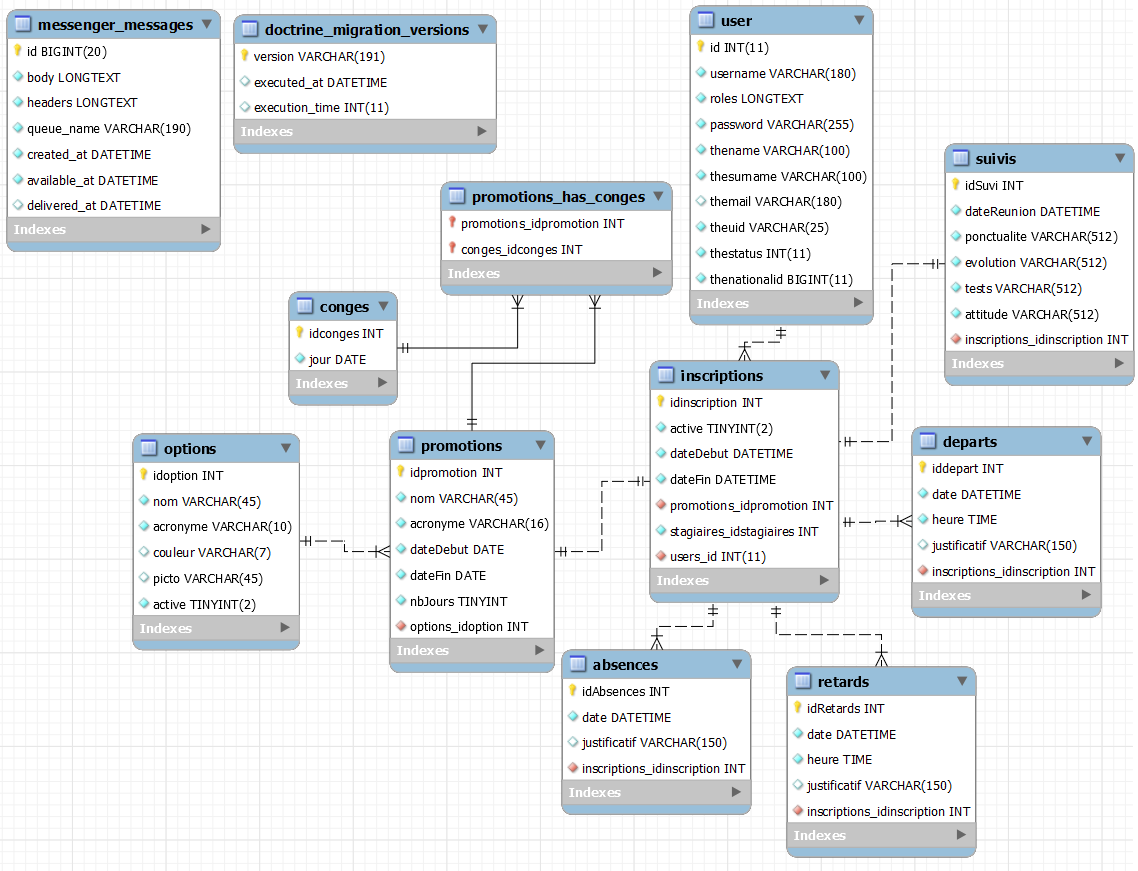 messenger_messages
id BIGINT(20)
body LONGTEXT
headers LONGTEXT
queue_name VARCHAR(190)
created_at DATETIME
available_at DATETIME
delivered_at DATETIME
Indexes
doctrine_migration_versions
version VARCHAR(191)
executed_at DATETIME
execution_time INT(11)
Indexes
user
id INT(11)
username VARCHAR(180)
roles LONGTEXT
password VARCHAR(255)
thename VARCHAR(100)
thesurname VARCHAR(100)
themail VARCHAR(180)
theuid VARCHAR(25)
thestatus INT(11)
thenationalid BIGINT(11)
Indexes
suivis
idSuvi INT
dateReunion DATETIME
ponctualite VARCHAR(512)
evolution VARCHAR(512)
tests VARCHAR(512)
attitude VARCHAR(512)
inscriptions_idinscription INT
Indexes
promotions_has_conges
promotions_idpromotion INT
conges_idconges INT
Indexes
conges
idconges INT
jour DATE
Indexes
inscriptions
idinscription INT
active TINYINT(2)
dateDebut DATETIME
dateFin DATETIME
promotions_idpromotion INT
stagiaires_idstagiaires INT
users_id INT(11)
Indexes
options
idoption INT
nom VARCHAR(45)
acronyme VARCHAR(10)
couleur VARCHAR(7)
picto VARCHAR(45)
active TINYINT(2)
Indexes
promotions
idpromotion INT
nom VARCHAR(45)
acronyme VARCHAR(16)
dateDebut DATE
dateFin DATE
nbJours TINYINT
options_idoption INT
Indexes
departs
iddepart INT
date DATETIME
heure TIME
justificatif VARCHAR(150)
inscriptions_idinscription INT
Indexes
absences
idAbsences INT
date DATETIME
justificatif VARCHAR(150)
inscriptions_idinscription INT
Indexes
retards
idRetards INT
date DATETIME
heure TIME
justificatif VARCHAR(150)
inscriptions_idinscription INT
Indexes